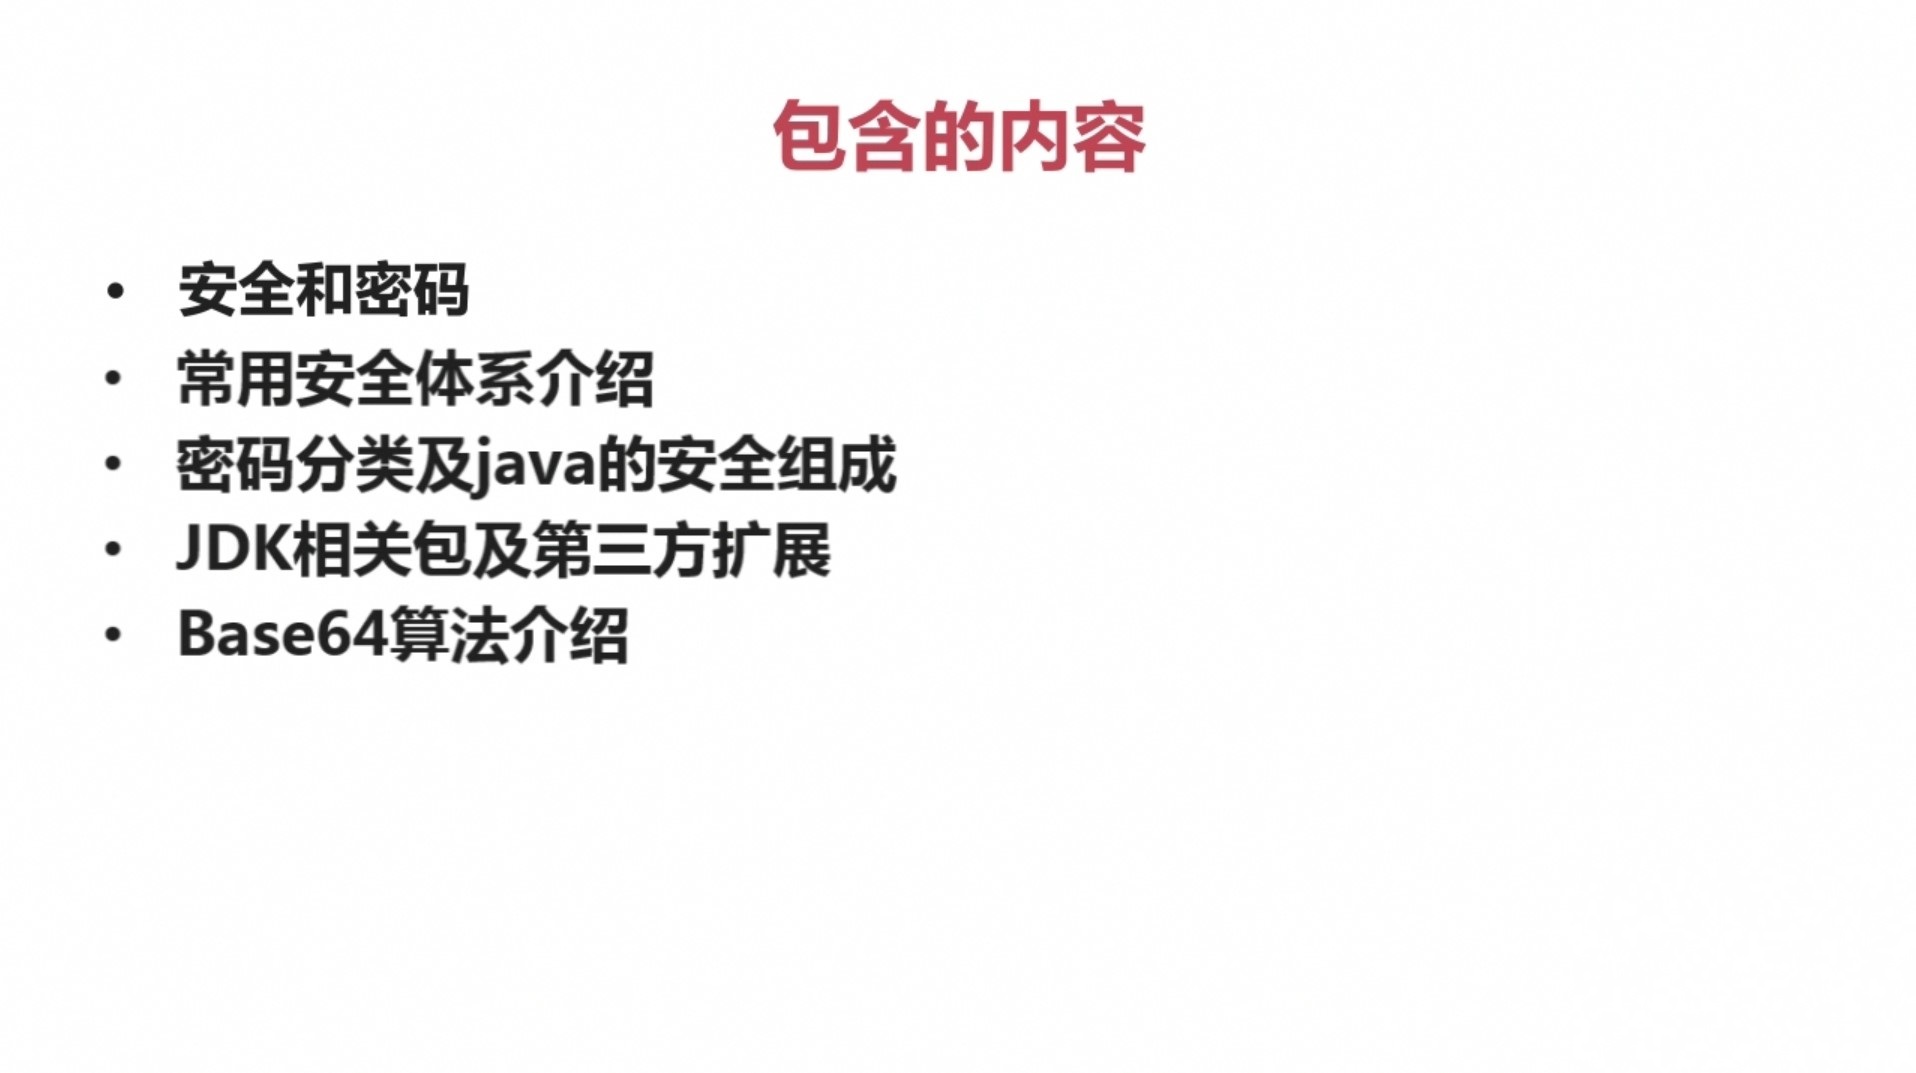 包含的内容
• 安全和密码
• 常用安全体系介绍
• 密码分类及java的安全组成
• JDK相关包及第三方扩展
• Base64算法介绍